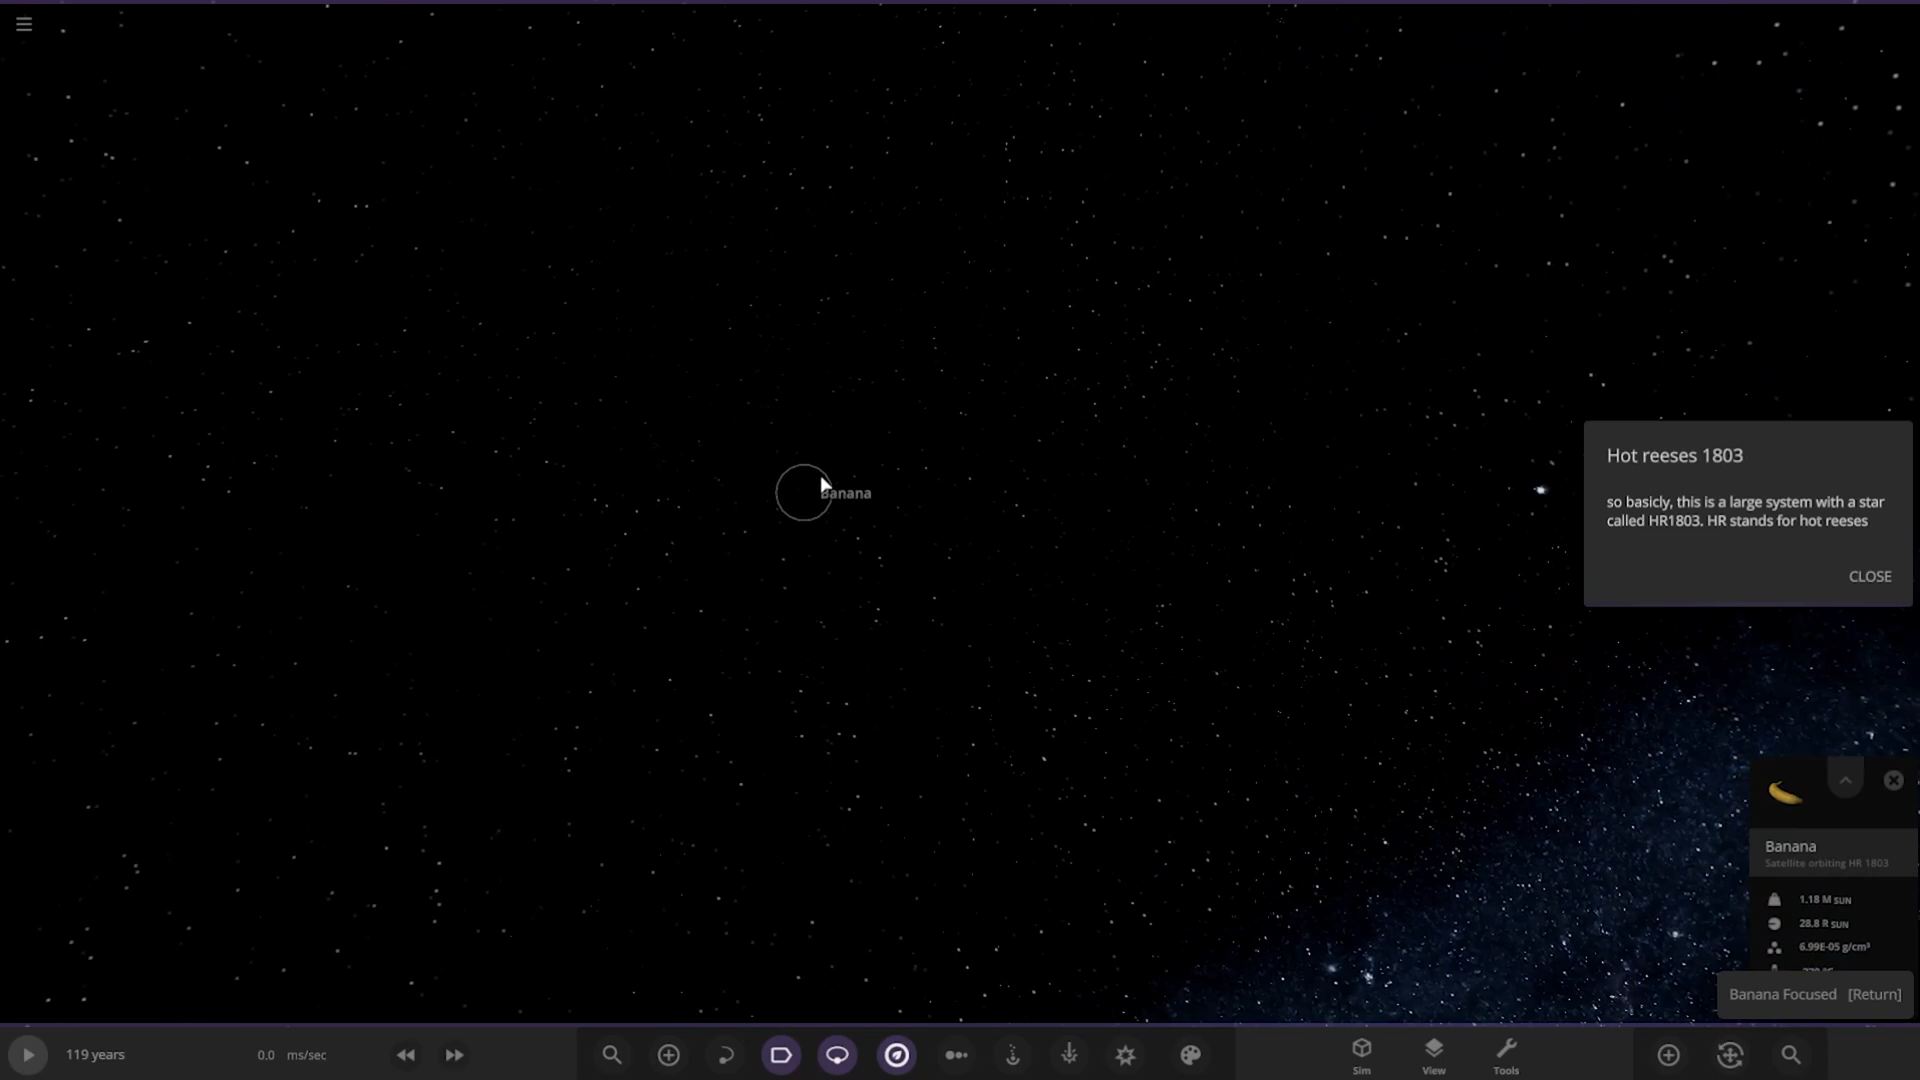 Banana
Hot reeses 1803
so basicly, this is a large system with a star
called HR1803. HR stands for hot reeses
CLOSE
Banana
Satellite orbiting HR 1803
1.18 M SUN
28.8 R SUN
6.99E-05 g/cm³
Banana Focused [Return]
119 years
0.0 ms/sec
Sim
View
Tools